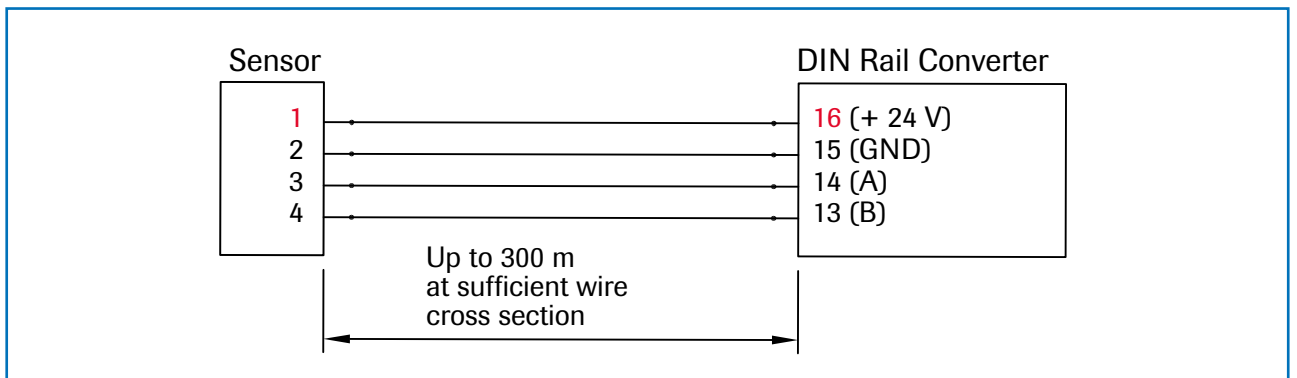 Sensor
DIN Rail Converter
1
16 (+ 24 V)
2
15 (GND)
3
14 (A)
4
13 (B)
Up to 300 m
at sufficient wire
cross section